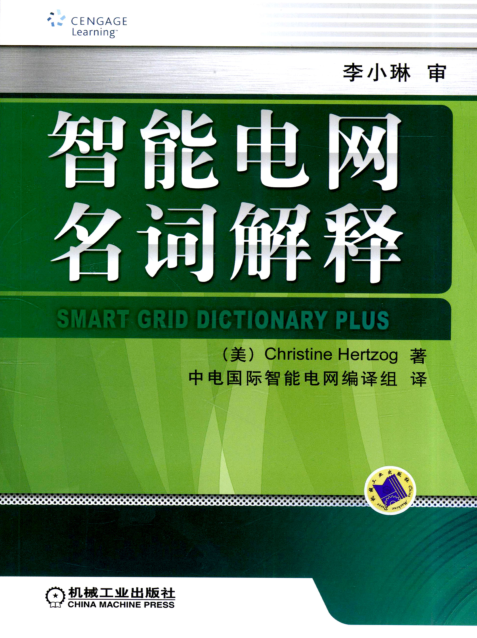 CENGAGE
Learning™
李小琳 审
智能电网
名词解释
SMART GRID DICTIONARY PLUS
（美）Christine Hertzog 著
中电国际智能电网编译组 译
机械工业出版社
CHINA MACHINE PRESS